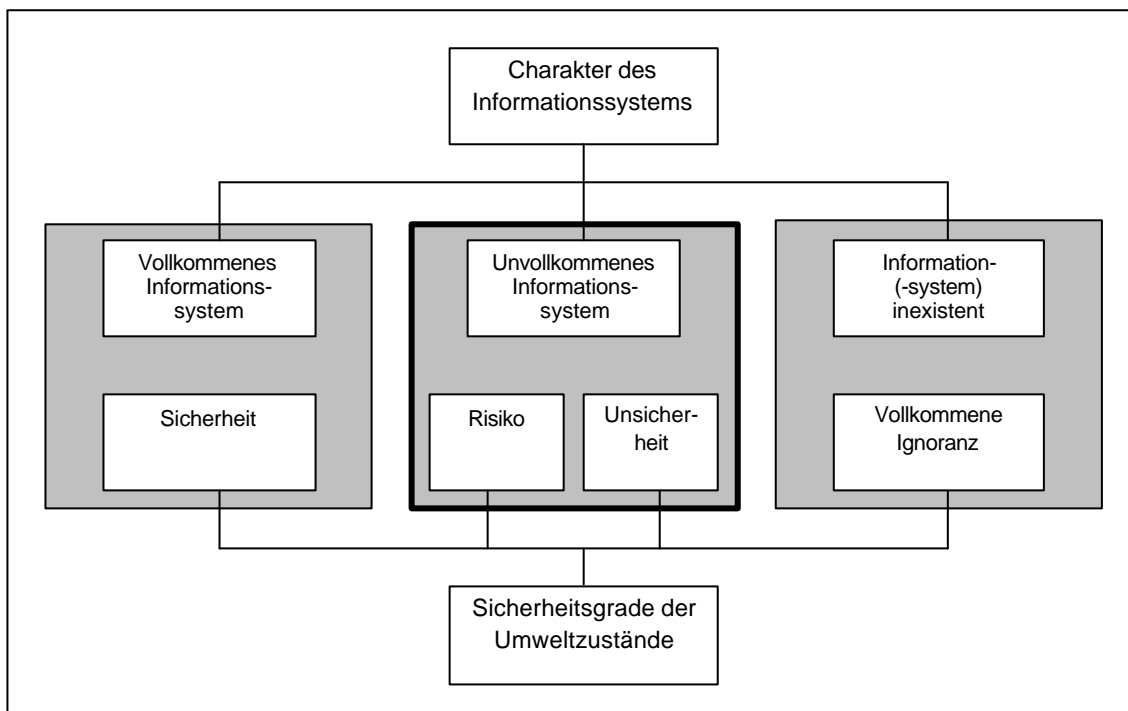 Charakter des
Informationssystems
Vollkommenes
Informations-
system
Unvollkommenes
Informations-
system
Information-
(-system)
inexistent
Sicherheit
Risiko
Unsicher-
heit
Vollkommene
Ignoranz
Sicherheitsgrade der
Umweltzustände